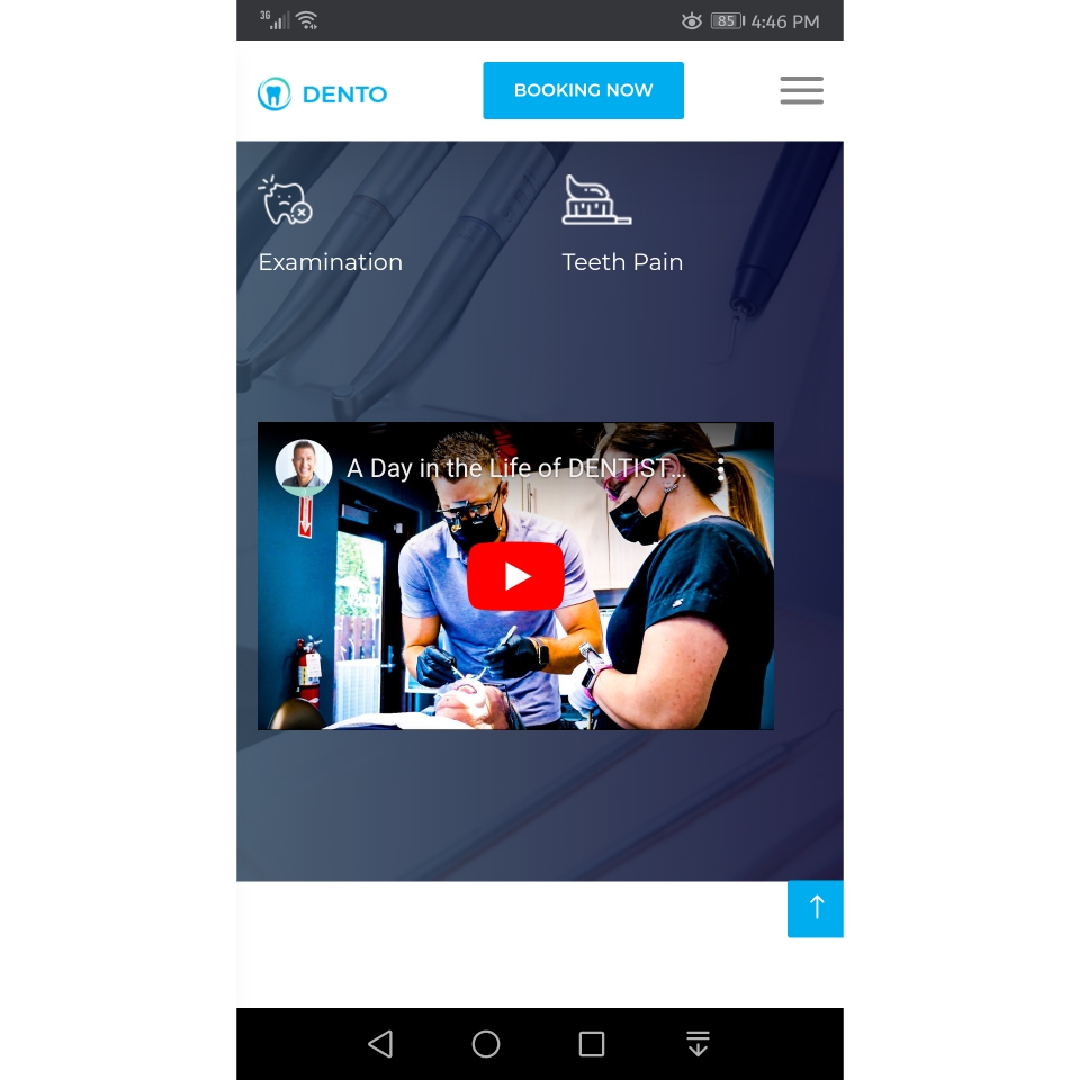 3G 85 4:46 PM
DENTO BOOKING NOW
Examination Teeth Pain
A Day in the Life of DENTIST...